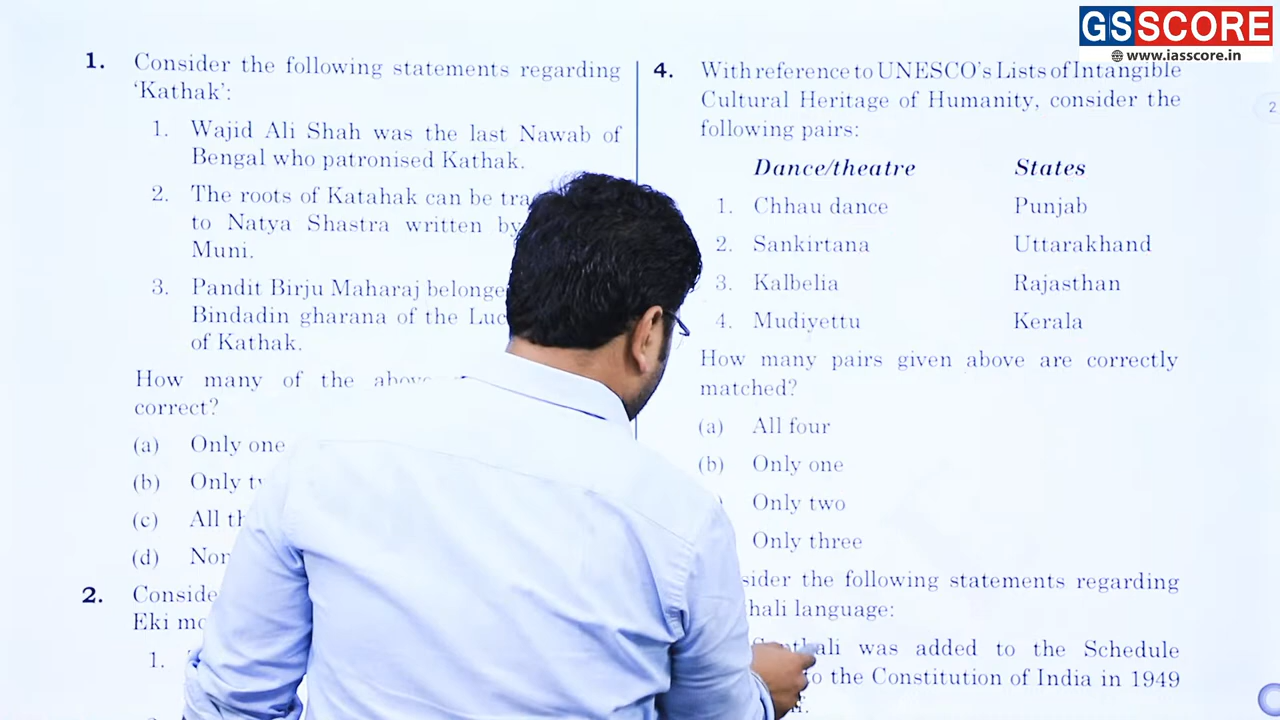 GSSCORE
www.iasscore.in
1. Consider the following statements regarding
‘Kathak’:
1. Wajid Ali Shah was the last Nawab of
Bengal who patronised Kathak.
2. The roots of Katahak can be
to Natya Shastra written by
Muni.
3. Pandit Birju Maharaj
Bindadin gharana of the
of Kathak.
How many of the above
correct?
(a) Only one
(b) Only
(c) All
(d)
2.
Eki
1.
4. With reference to UNESCO’s Lists of Intangible
Cultural Heritage of Humanity, consider the
following pairs:
Dance/theatre States
1. Chhau dance Punjab
2. Sankirtana Uttarakhand
3. Kalbelia Rajasthan
4. Mudiyettu Kerala
How many pairs given above are correctly
matched?
(a) All four
(b) Only one
Only two
Only three
the following statements regarding
language:
was added to the Schedule
to the Constitution of India in 1949
2